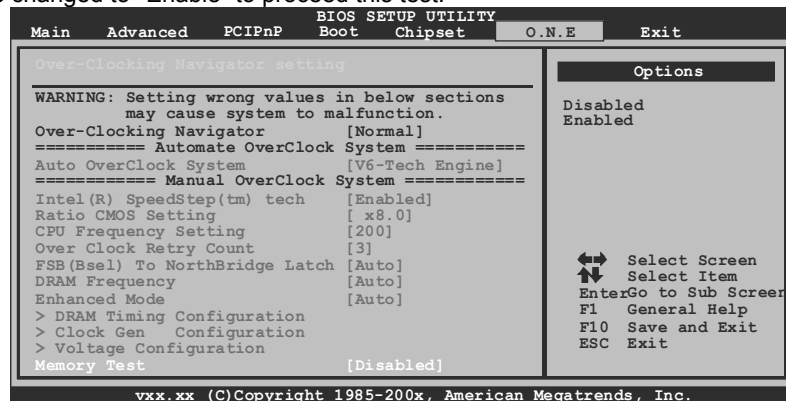 changed to "Enable" to proceed this test.
BIOS SETUP UTILITY
Main Advanced PCIPnP Boot Chipset O.N.E Exit
Over-Clocking Navigator setting
WARNING: Setting wrong values in below sections
may cause system to malfunction.
Over-Clocking Navigator [Normal]
=========== Automate OverClock System ===========
Auto OverClock System [V6-Tech Engine]
============ Manual OverClock System ============
Intel(R) SpeedStep(tm) tech [Enabled]
Ratio CMOS Setting [ x8.0]
CPU Frequency Setting [200]
Over Clock Retry Count [3]
FSB(Bsel) To NorthBridge Latch [Auto]
DRAM Frequency [Auto]
Enhanced Mode [Auto]
> DRAM Timing Configuration
> Clock Gen Configuration
> Voltage Configuration
Memory Test [Disabled]
Options
Disabled
Enabled
Select Screen
Select Item
Enter Go to Sub Screen
F1 General Help
F10 Save and Exit
ESC Exit
vxx.xx (C)Copyright 1985-200x, American Megatrends, Inc.